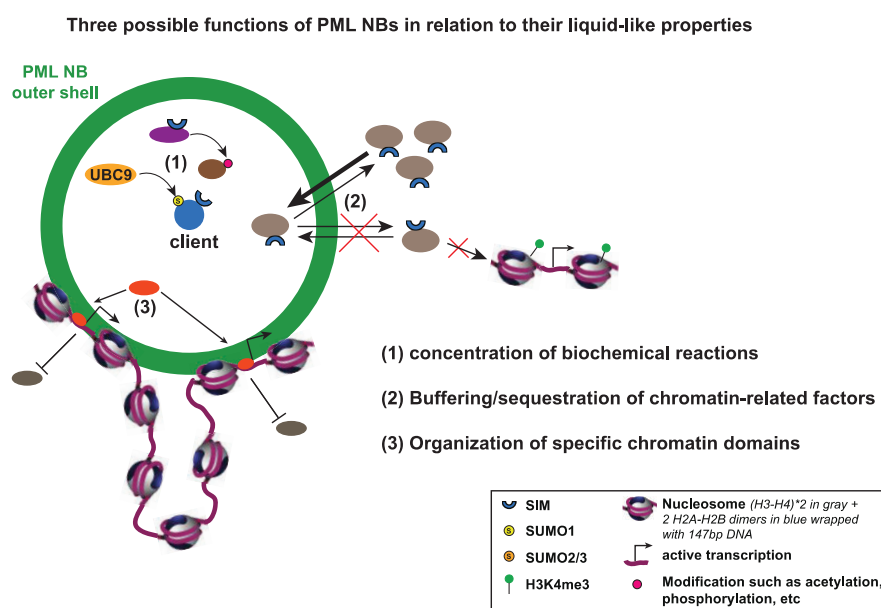 Three possible functions of PML NBs in relation to their liquid-like properties
PML NB
outer shell
(1)
UBC9
S
client
(2)
(3)
(1) concentration of biochemical reactions
(2) Buffering/sequestration of chromatin-related factors
(3) Organization of specific chromatin domains
SIM
S SUMO1
S SUMO2/3
H3K4me3
Nucleosome (H3-H4)*2 in gray +
2 H2A-H2B dimers in blue wrapped
with 147bp DNA
active transcription
Modification such as acetylation,
phosphorylation, etc